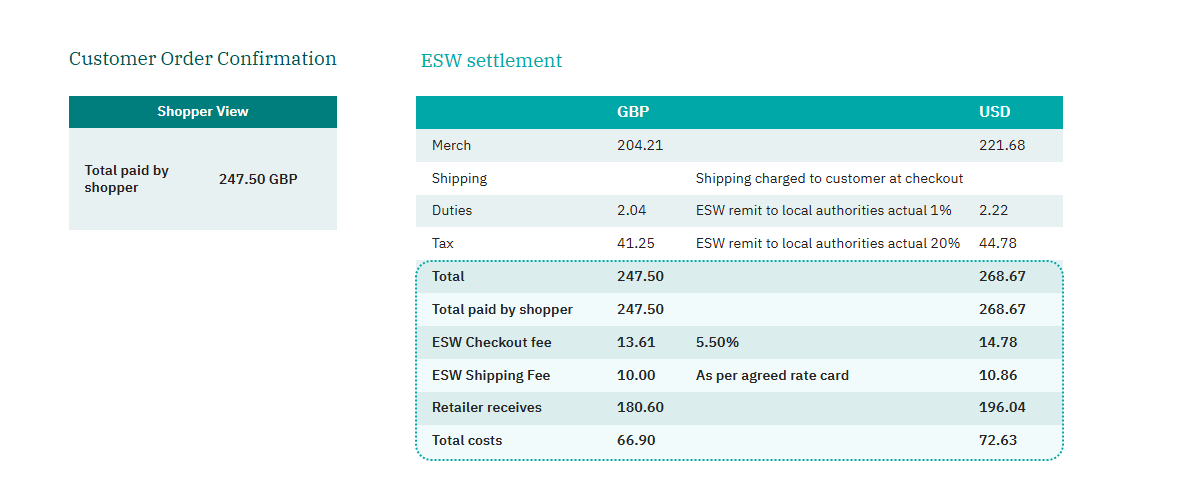 Customer Order Confirmation
Shopper View
Total paid by
shopper 247.50 GBP
ESW settlement
GBP USD
Merch 204.21 221.68
Shipping Shipping charged to customer at checkout
Duties 2.04 ESW remit to local authorities actual 1% 2.22
Tax 41.25 ESW remit to local authorities actual 20% 44.78
Total 247.50 268.67
Total paid by shopper 247.50 268.67
ESW Checkout fee 13.61 5.50% 14.78
ESW Shipping Fee 10.00 As per agreed rate card 10.86
Retailer receives 180.60 196.04
Total costs 66.90 72.63